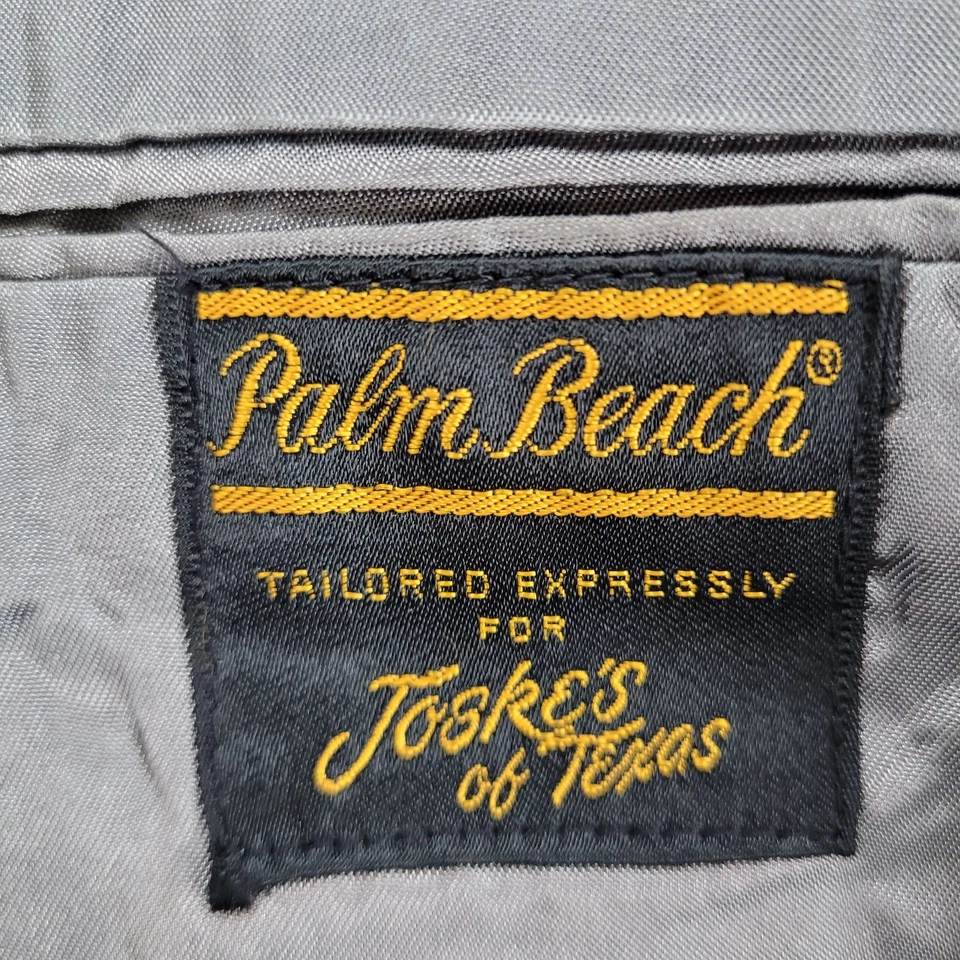 Palm Beach®
TAILORED EXPRESSLY
FOR
JOSKE'S
OF TEXAS